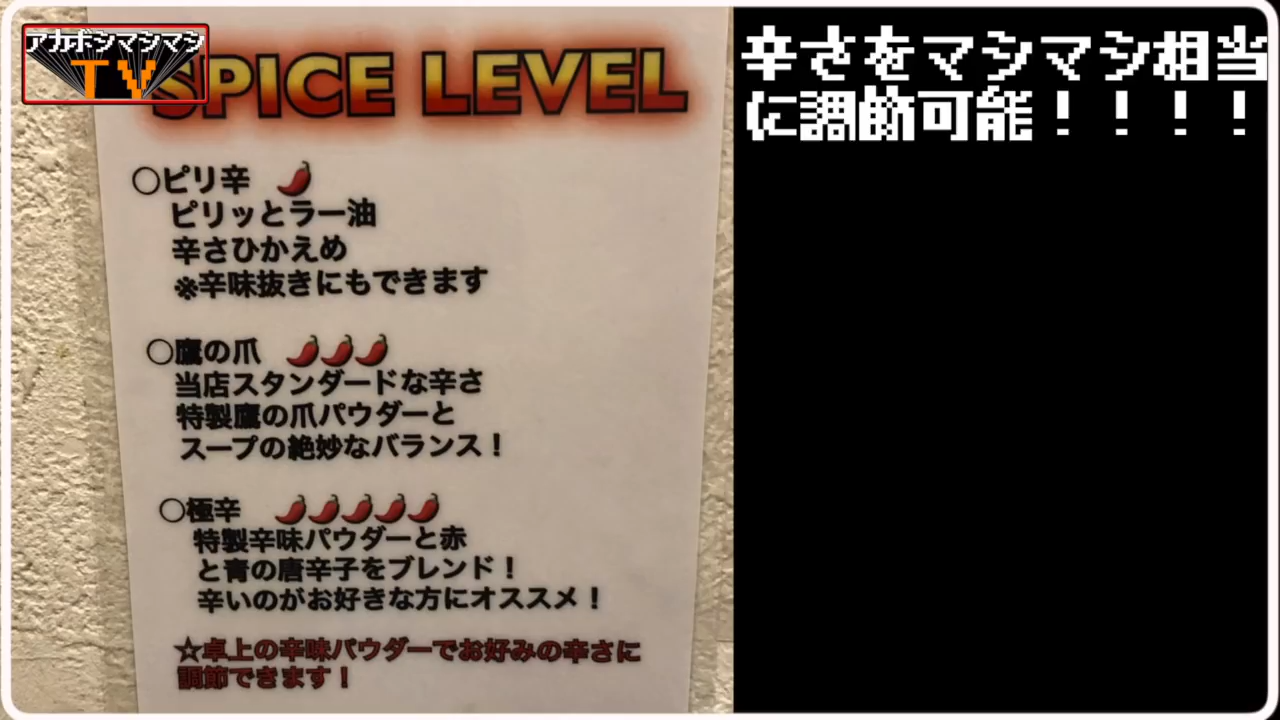 アカボシマシマシ
TV
SPICE LEVEL
辛さをマシマシ相当
に調節可能！！！！
○ピリ辛
ピリッとラー油
辛さひかえめ
※辛味抜きにもできます
○鷹の爪
当店スタンダードな辛さ
特製鷹の爪パウダーと
スープの絶妙なバランス！
○極辛
特製辛味パウダーと赤
と青の唐辛子をブレンド！
辛いのがお好きな方にオススメ！
☆卓上の辛味パウダーでお好みの辛さに
調節できます！